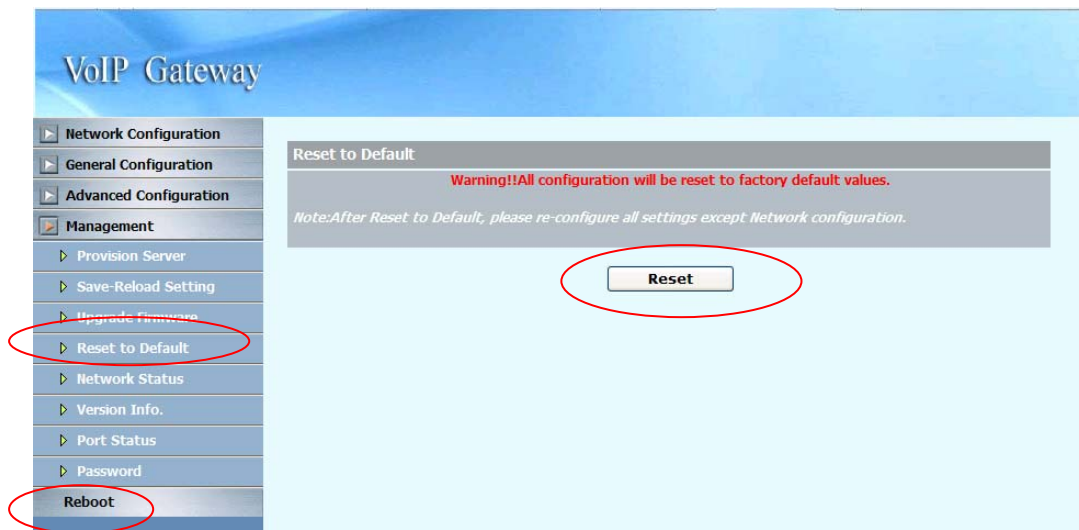 VoIP Gateway
Network Configuration
General Configuration
Advanced Configuration
Management
Provision Server
Save-Reload Setting
Upgrade Firmware
Reset to Default
Network Status
Version Info.
Port Status
Password
Reboot
Reset to Default
Warning!!All configuration will be reset to factory default values.
Note:After Reset to Default, please re-configure all settings except Network configuration.
Reset